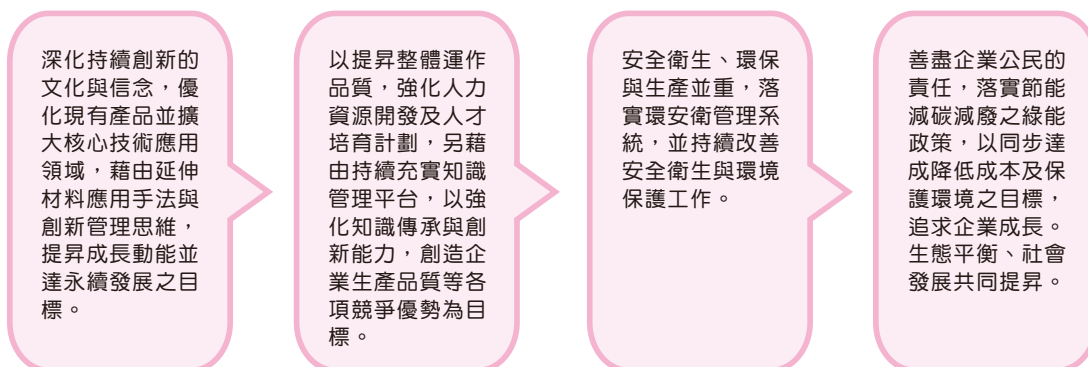 深化持續創新的
文化與信念，優
化現有產品並擴
大核心技術應用
領域，藉由延伸
材料應用手法與
創新管理思維，
提昇成長動能並
達永續發展之目
標。
以提昇整體運作
品質，強化人力
資源開發及人才
培育計劃，另藉
由持續充實知識
管理平台，以強
化知識傳承與創
新能力，創造企
業生產品質等各
項競爭優勢為目
標。
安全衛生、環保
與生產並重，落
實環安衛管理系
統，並持續改善
安全衛生與環境
保護工作。
善盡企業公民的
責任，落實節能
減碳減廢之綠能
政策，以同步達
成降低成本及保
護環境之目標，
追求企業成長。
生態平衡、社會
發展共同提昇。